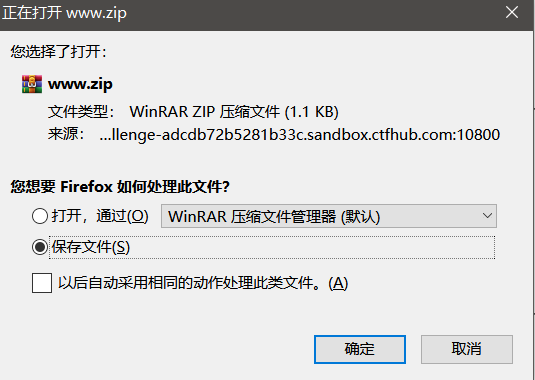 正在打开 www.zip
您选择了打开：
www.zip
文件类型： WinRAR ZIP 压缩文件 (1.1 KB)
来源： ...llenge-adcdb72b5281b33c.sandbox.ctfhub.com:10800
您想要 Firefox 如何处理此文件？
打开，通过(O) WinRAR 压缩文件管理器 (默认)
保存文件(S)
以后自动采用相同的动作处理此类文件。(A)
确定 取消